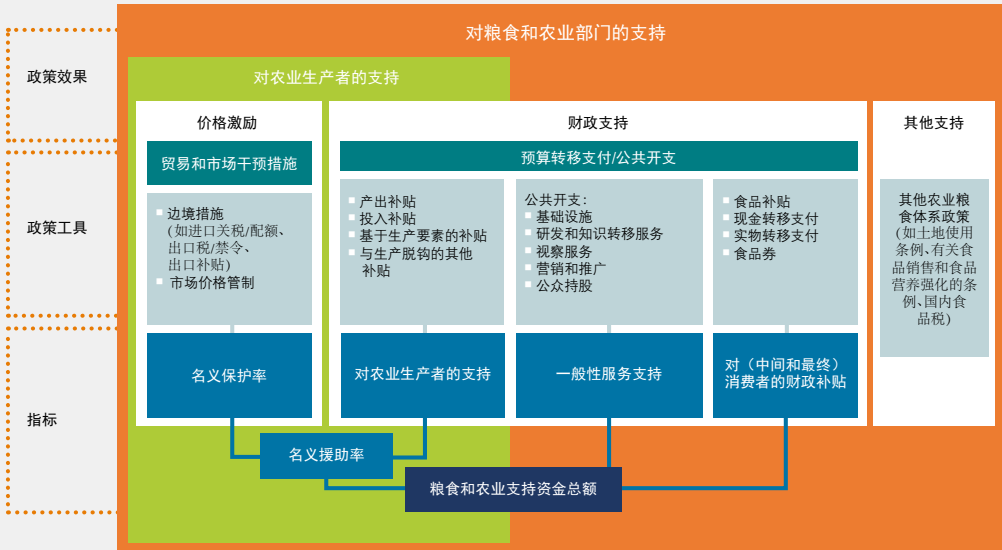 对粮食和农业部门的支持
政策效果
对农业生产者的支持
价格激励
财政支持
其他支持
贸易和市场干预措施
预算转移支付/公共开支
政策工具
边境措施
(如进口关税/配额、
出口税/禁令、
出口补贴)
市场价格管制
产出补贴
投入补贴
基于生产要素的补贴
与生产脱钩的其他
补贴
公共开支：
基础设施
研发和知识转移服务
视察服务
营销和推广
公众持股
食品补贴
现金转移支付
实物转移支付
食品券
其他农业粮
食体系政策
(如土地使用
条例、有关食
品销售和食品
营养强化的条
例、国内食
品税)
指标
名义保护率
对农业生产者的支持
一般性服务支持
对（中间和最终）
消费者的财政补贴
名义援助率
粮食和农业支持资金总额